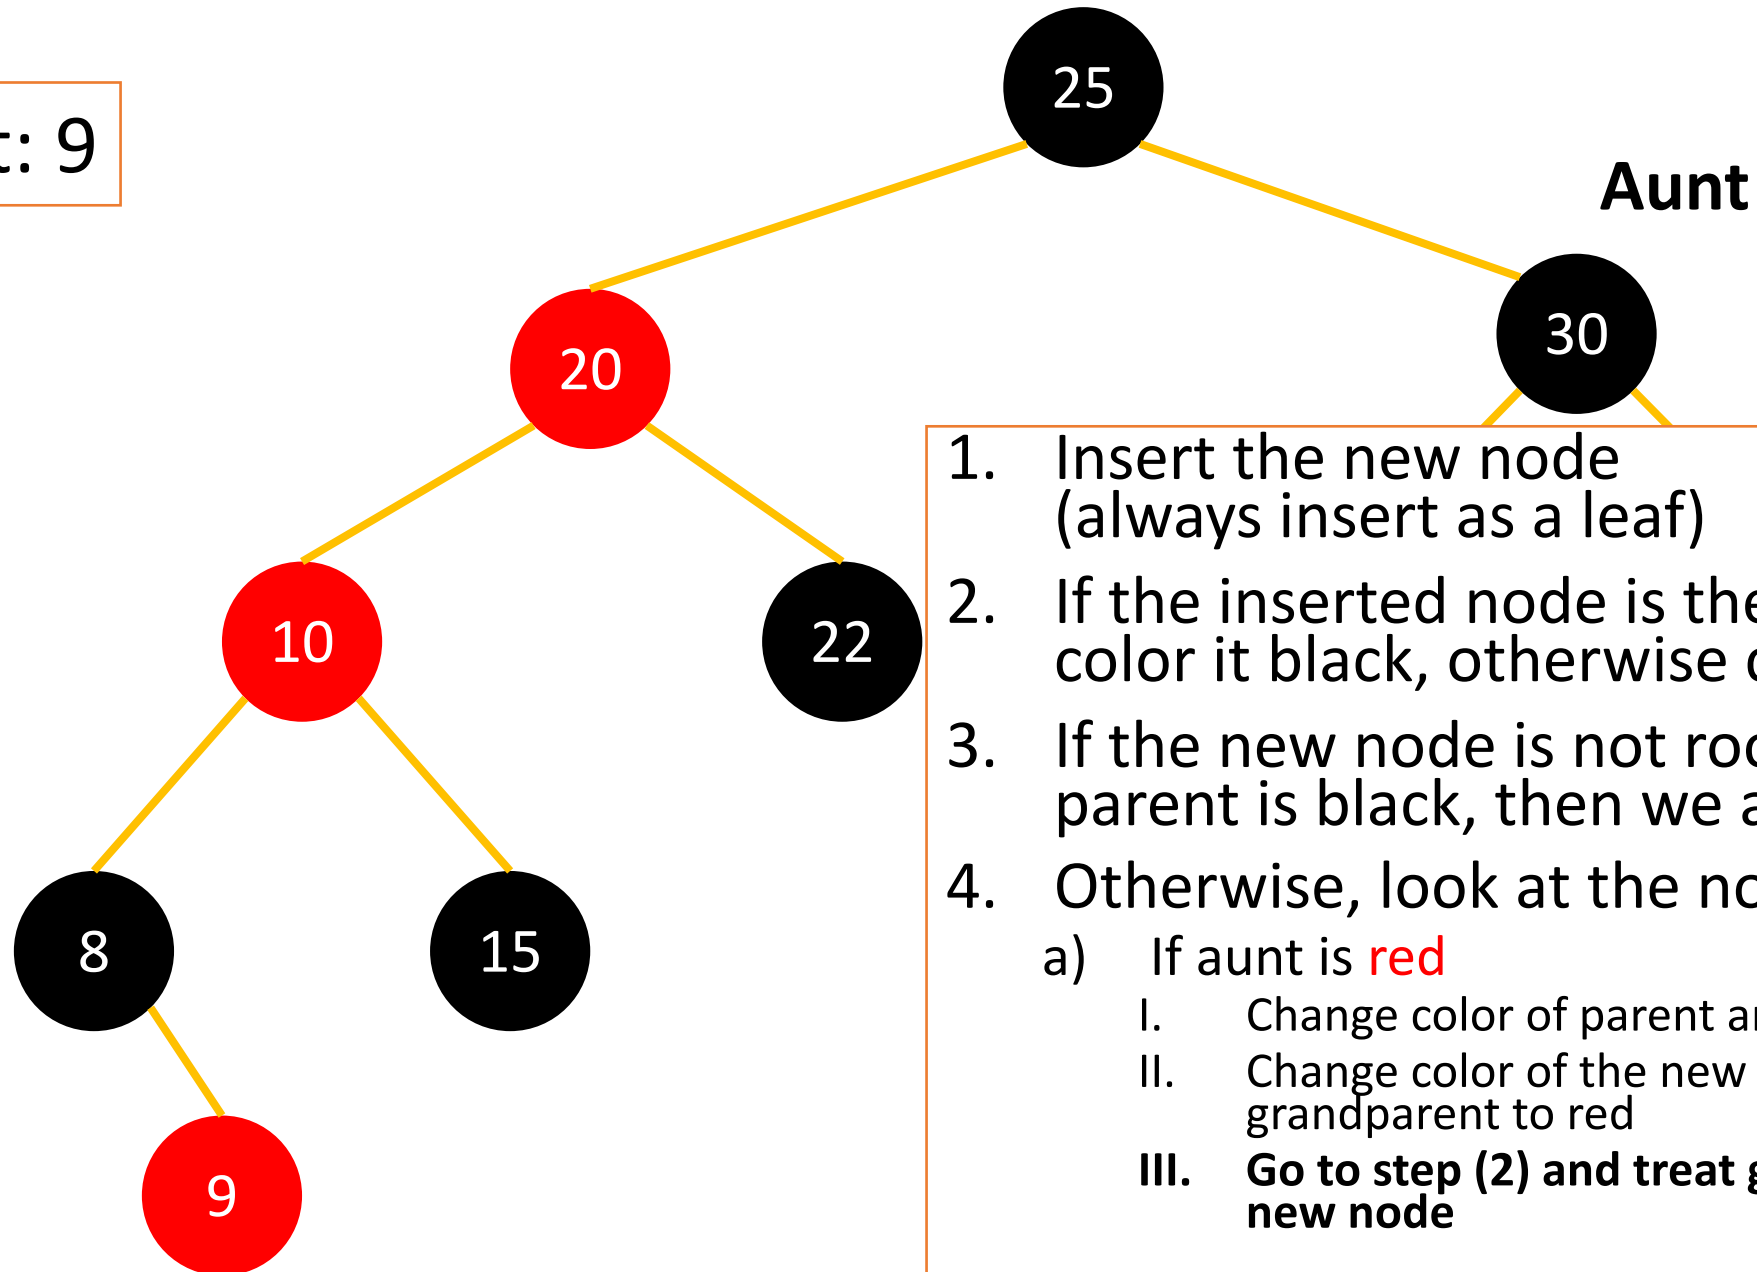 25
t: 9
Aunt
30
20
1. Insert the new node
(always insert as a leaf)
10
22
2. If the inserted node is the
color it black, otherwise
3. If the new node is not
parent is black, then we
4. Otherwise, look at the
8
15
a) If aunt is red
I. Change color of parent
II. Change color of the new
grandparent to red
III. Go to step (2) and treat
new node
9